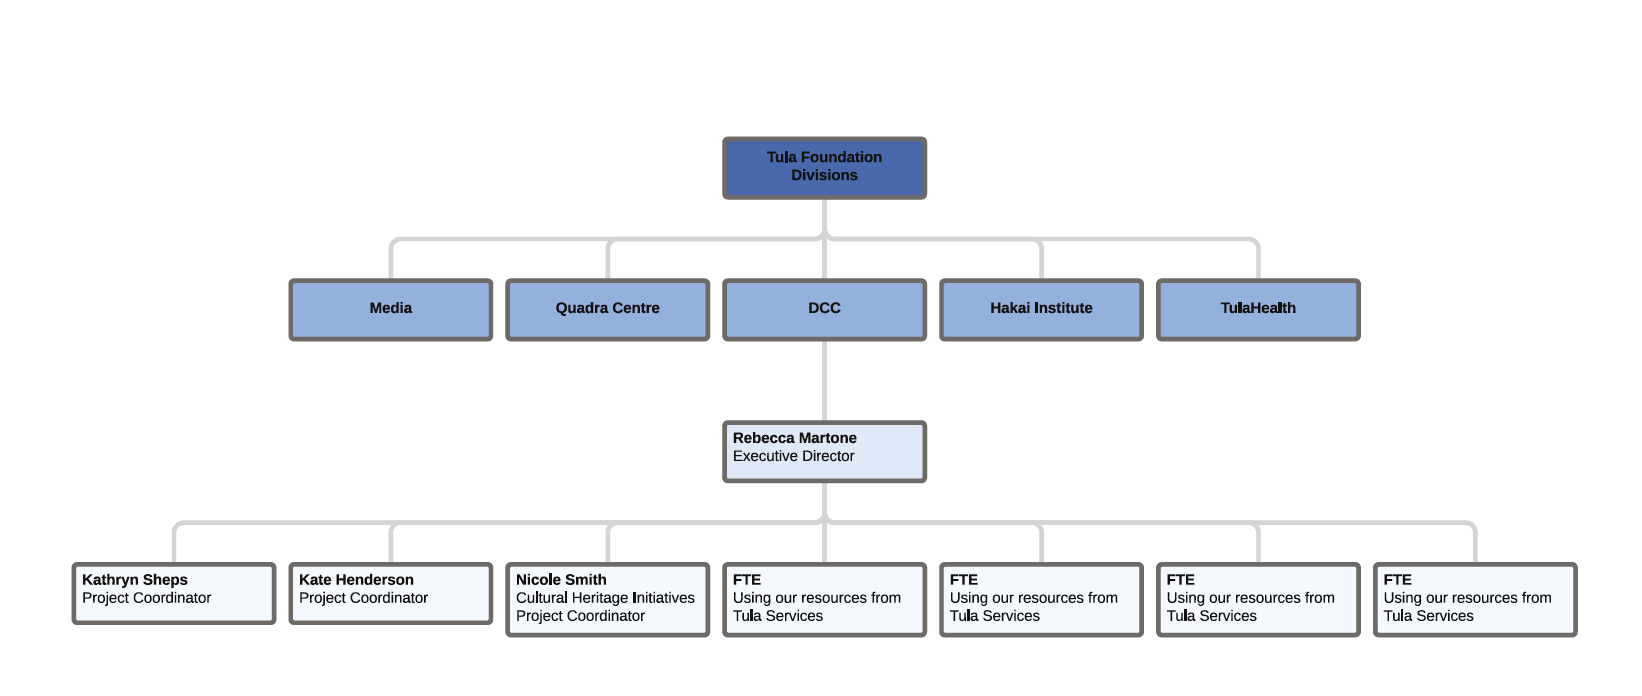 Tula Foundation
Divisions
Media
Quadra Centre
DCC
Hakai Institute
TulaHealth
Rebecca Martone
Executive Director
Kathryn Sheps
Project Coordinator
Kate Henderson
Project Coordinator
Nicole Smith
Cultural Heritage Initiatives
Project Coordinator
FTE
Using our resources from
Tula Services
FTE
Using our resources from
Tula Services
FTE
Using our resources from
Tula Services
FTE
Using our resources from
Tula Services